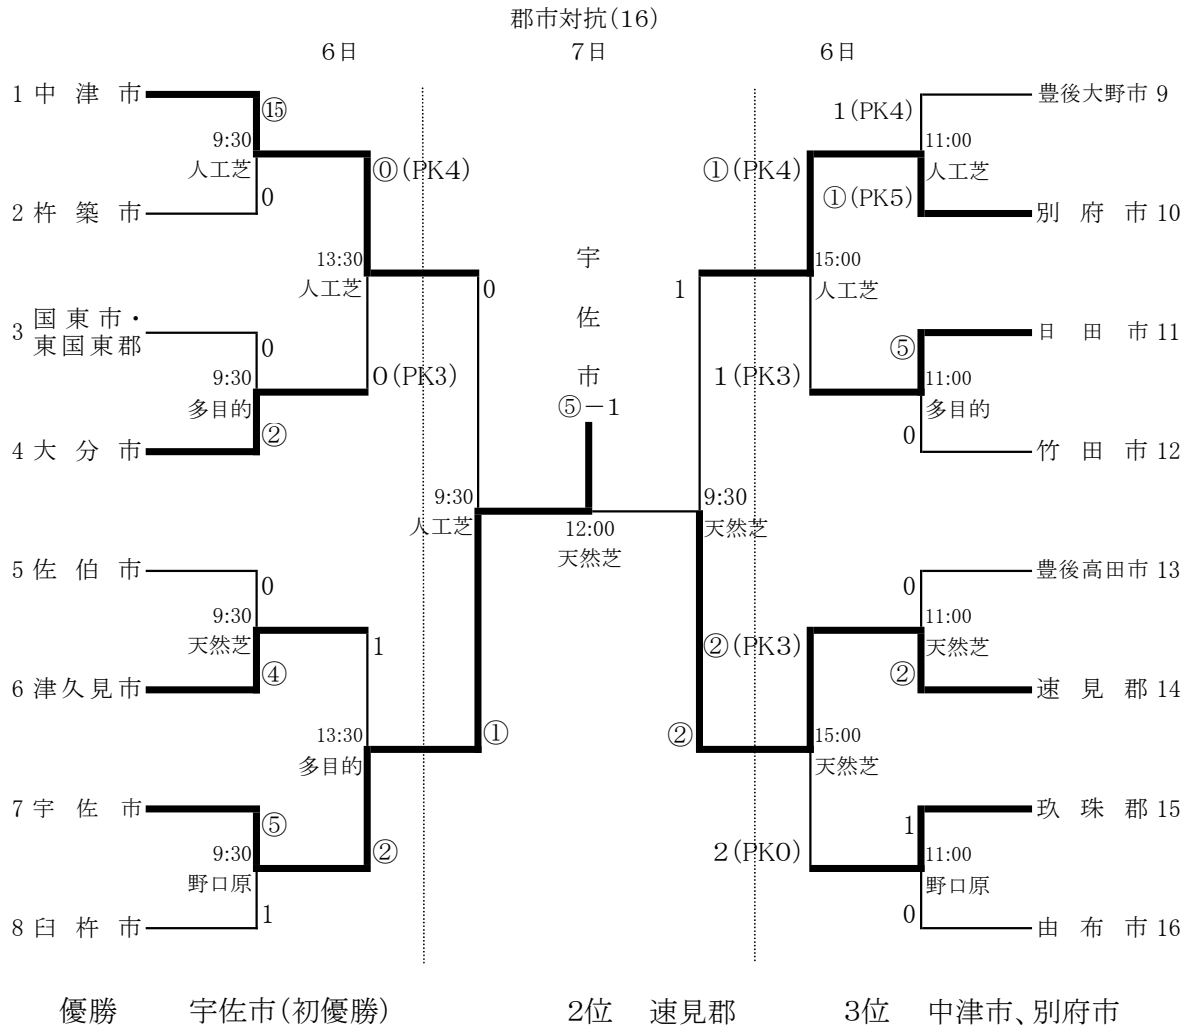 郡市対抗(16)
6日 7日 6日
1 中津市 ⑮ 1(PK4) 豊後大野市 9
9:30 11:00
人工芝 ⓪(PK4) ①(PK4) 人工芝
0 ①(PK5)
2 杵築市 別府市 10
宇佐市
13:30 15:00
人工芝 人工芝
0 1
3 国東市・東国東郡 日田市 11
0 ⑤
9:30 0(PK3) 1(PK3) 11:00
多目的 多目的
⑤-1
② 0
4 大分市 竹田市 12
9:30 9:30
人工芝 12:00 天然芝
天然芝
5 佐伯市 豊後高田市 13
0 0
9:30 11:00
天然芝 1 ②(PK3) 天然芝
④ ②
6 津久見市 速見郡 14
① ②
13:30 15:00
多目的 天然芝
7 宇佐市 玖珠郡 15
⑤ 1
9:30 ② 2(PK0) 11:00
野口原 野口原
1 0
8 臼杵市 由布市 16
優勝 宇佐市(初優勝) 2位 速見郡 3位 中津市、別府市